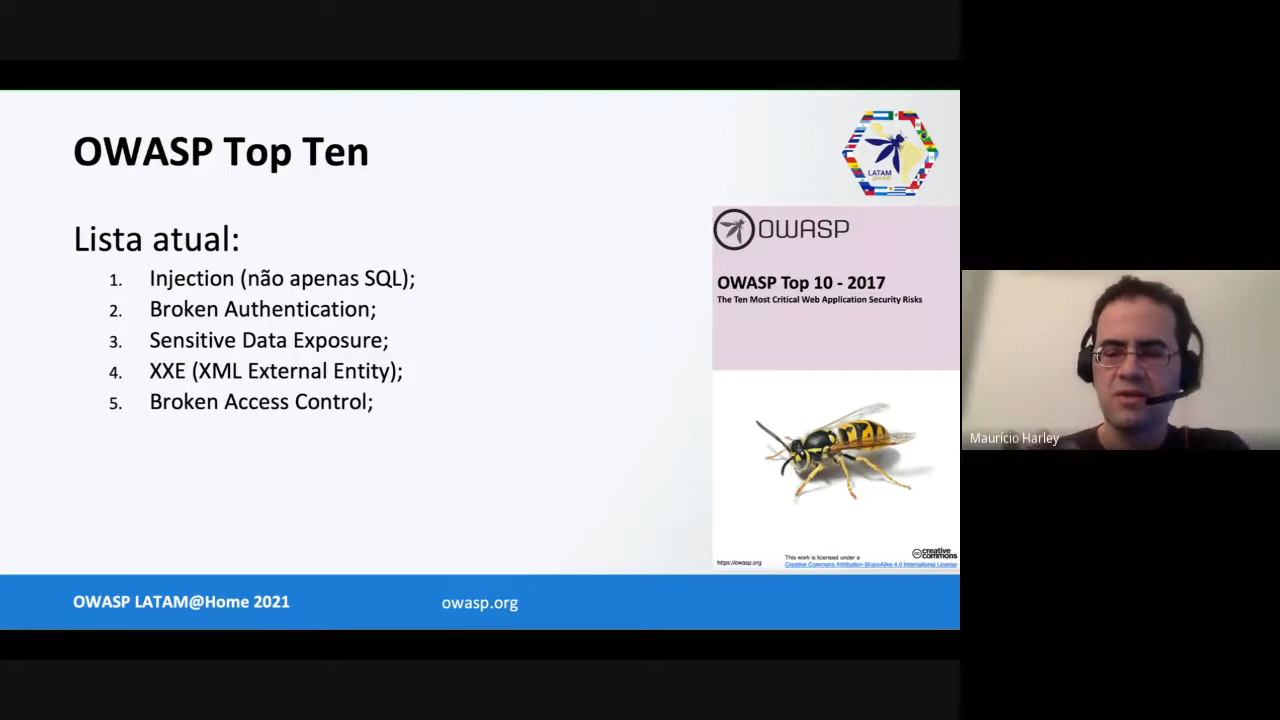 OWASP Top Ten
LATAM
@HOME
Lista atual:
1. Injection (não apenas SQL);
2. Broken Authentication;
3. Sensitive Data Exposure;
4. XXE (XML External Entity);
5. Broken Access Control;
OWASP
OWASP Top 10 - 2017
The Ten Most Critical Web Application Security Risks
https://owasp.org
This work is licensed under a
Creative Commons Attribution-ShareAlike 4.0 International License
creative
commons
OWASP LATAM@Home 2021
owasp.org
Maurício Harley